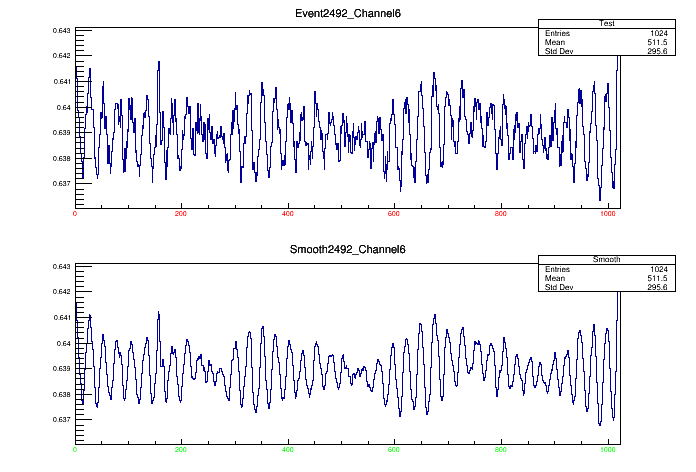 Event2492_Channel6
Test
Entries 1024
Mean 511.5
Std Dev 295.6
0.643
0.642
0.641
0.64
0.639
0.638
0.637
0 200 400 600 800 1000
Smooth2492_Channel6
Smooth
Entries 1024
Mean 511.5
Std Dev 295.6
0.643
0.642
0.641
0.64
0.639
0.638
0.637
0 200 400 600 800 1000